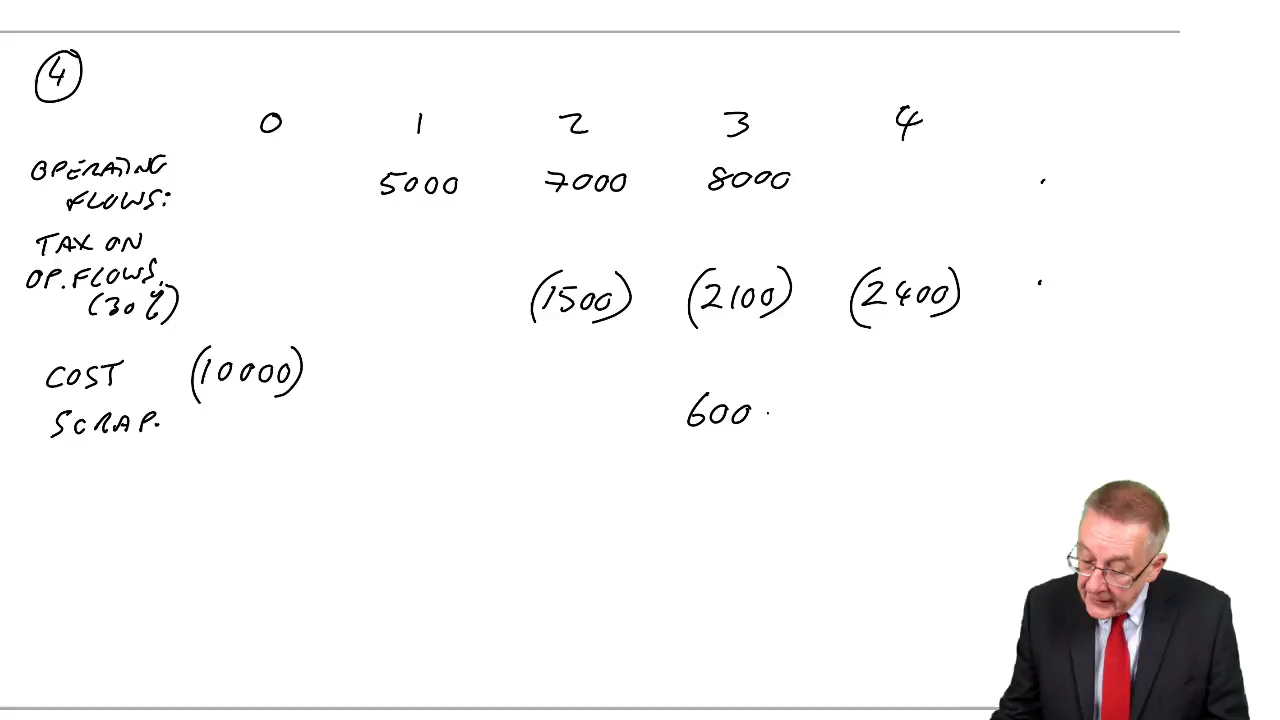 4
0 1 2 3 4
OPERATING
FLOWS: 5000 7000 8000
TAX ON
OP. FLOWS.
(30%) (1500) (2100) (2400)
COST (10000)
SCRAP. 600